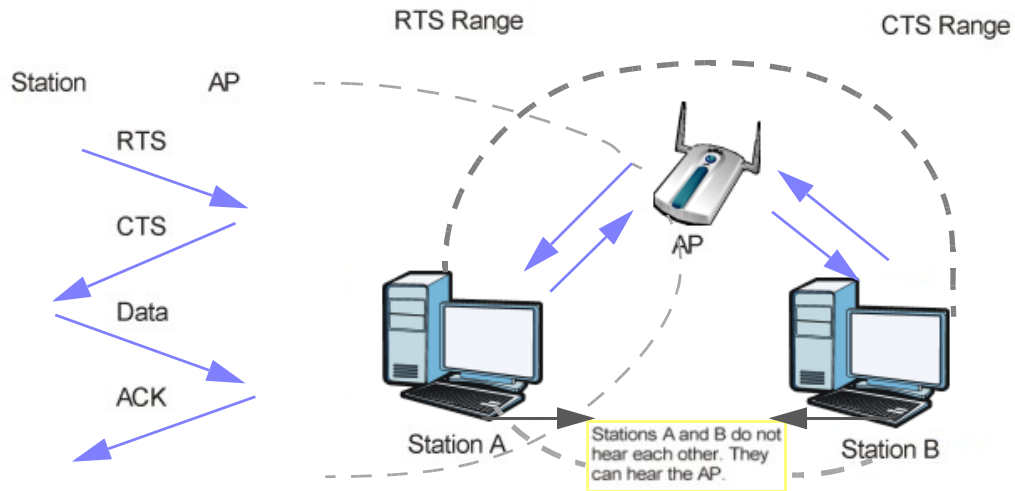 RTS Range
CTS Range
Station
AP
RTS
CTS
Data
ACK
AP
Station A
Station B
Stations A and B do not
hear each other. They
can hear the AP.